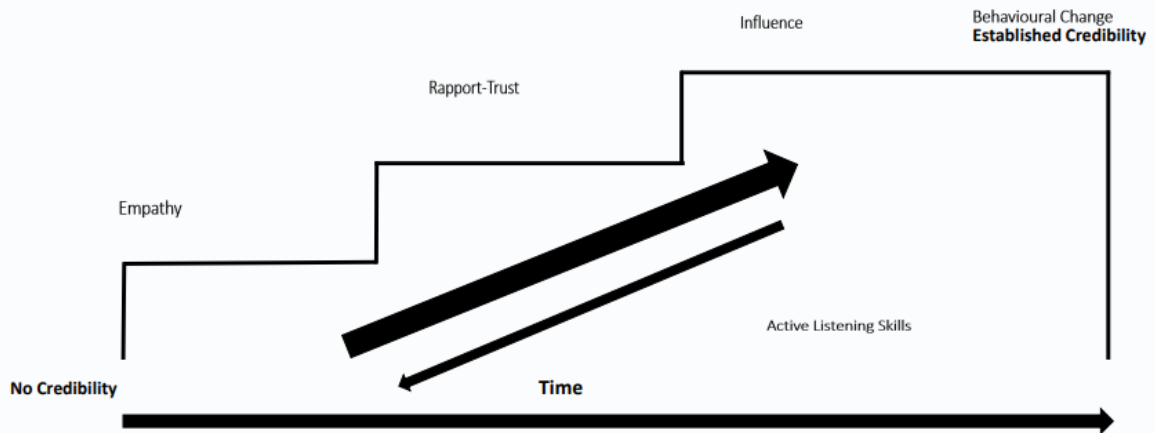 Influence
Behavioural Change
Established Credibility
Rapport-Trust
Empathy
Active Listening Skills
No Credibility
Time